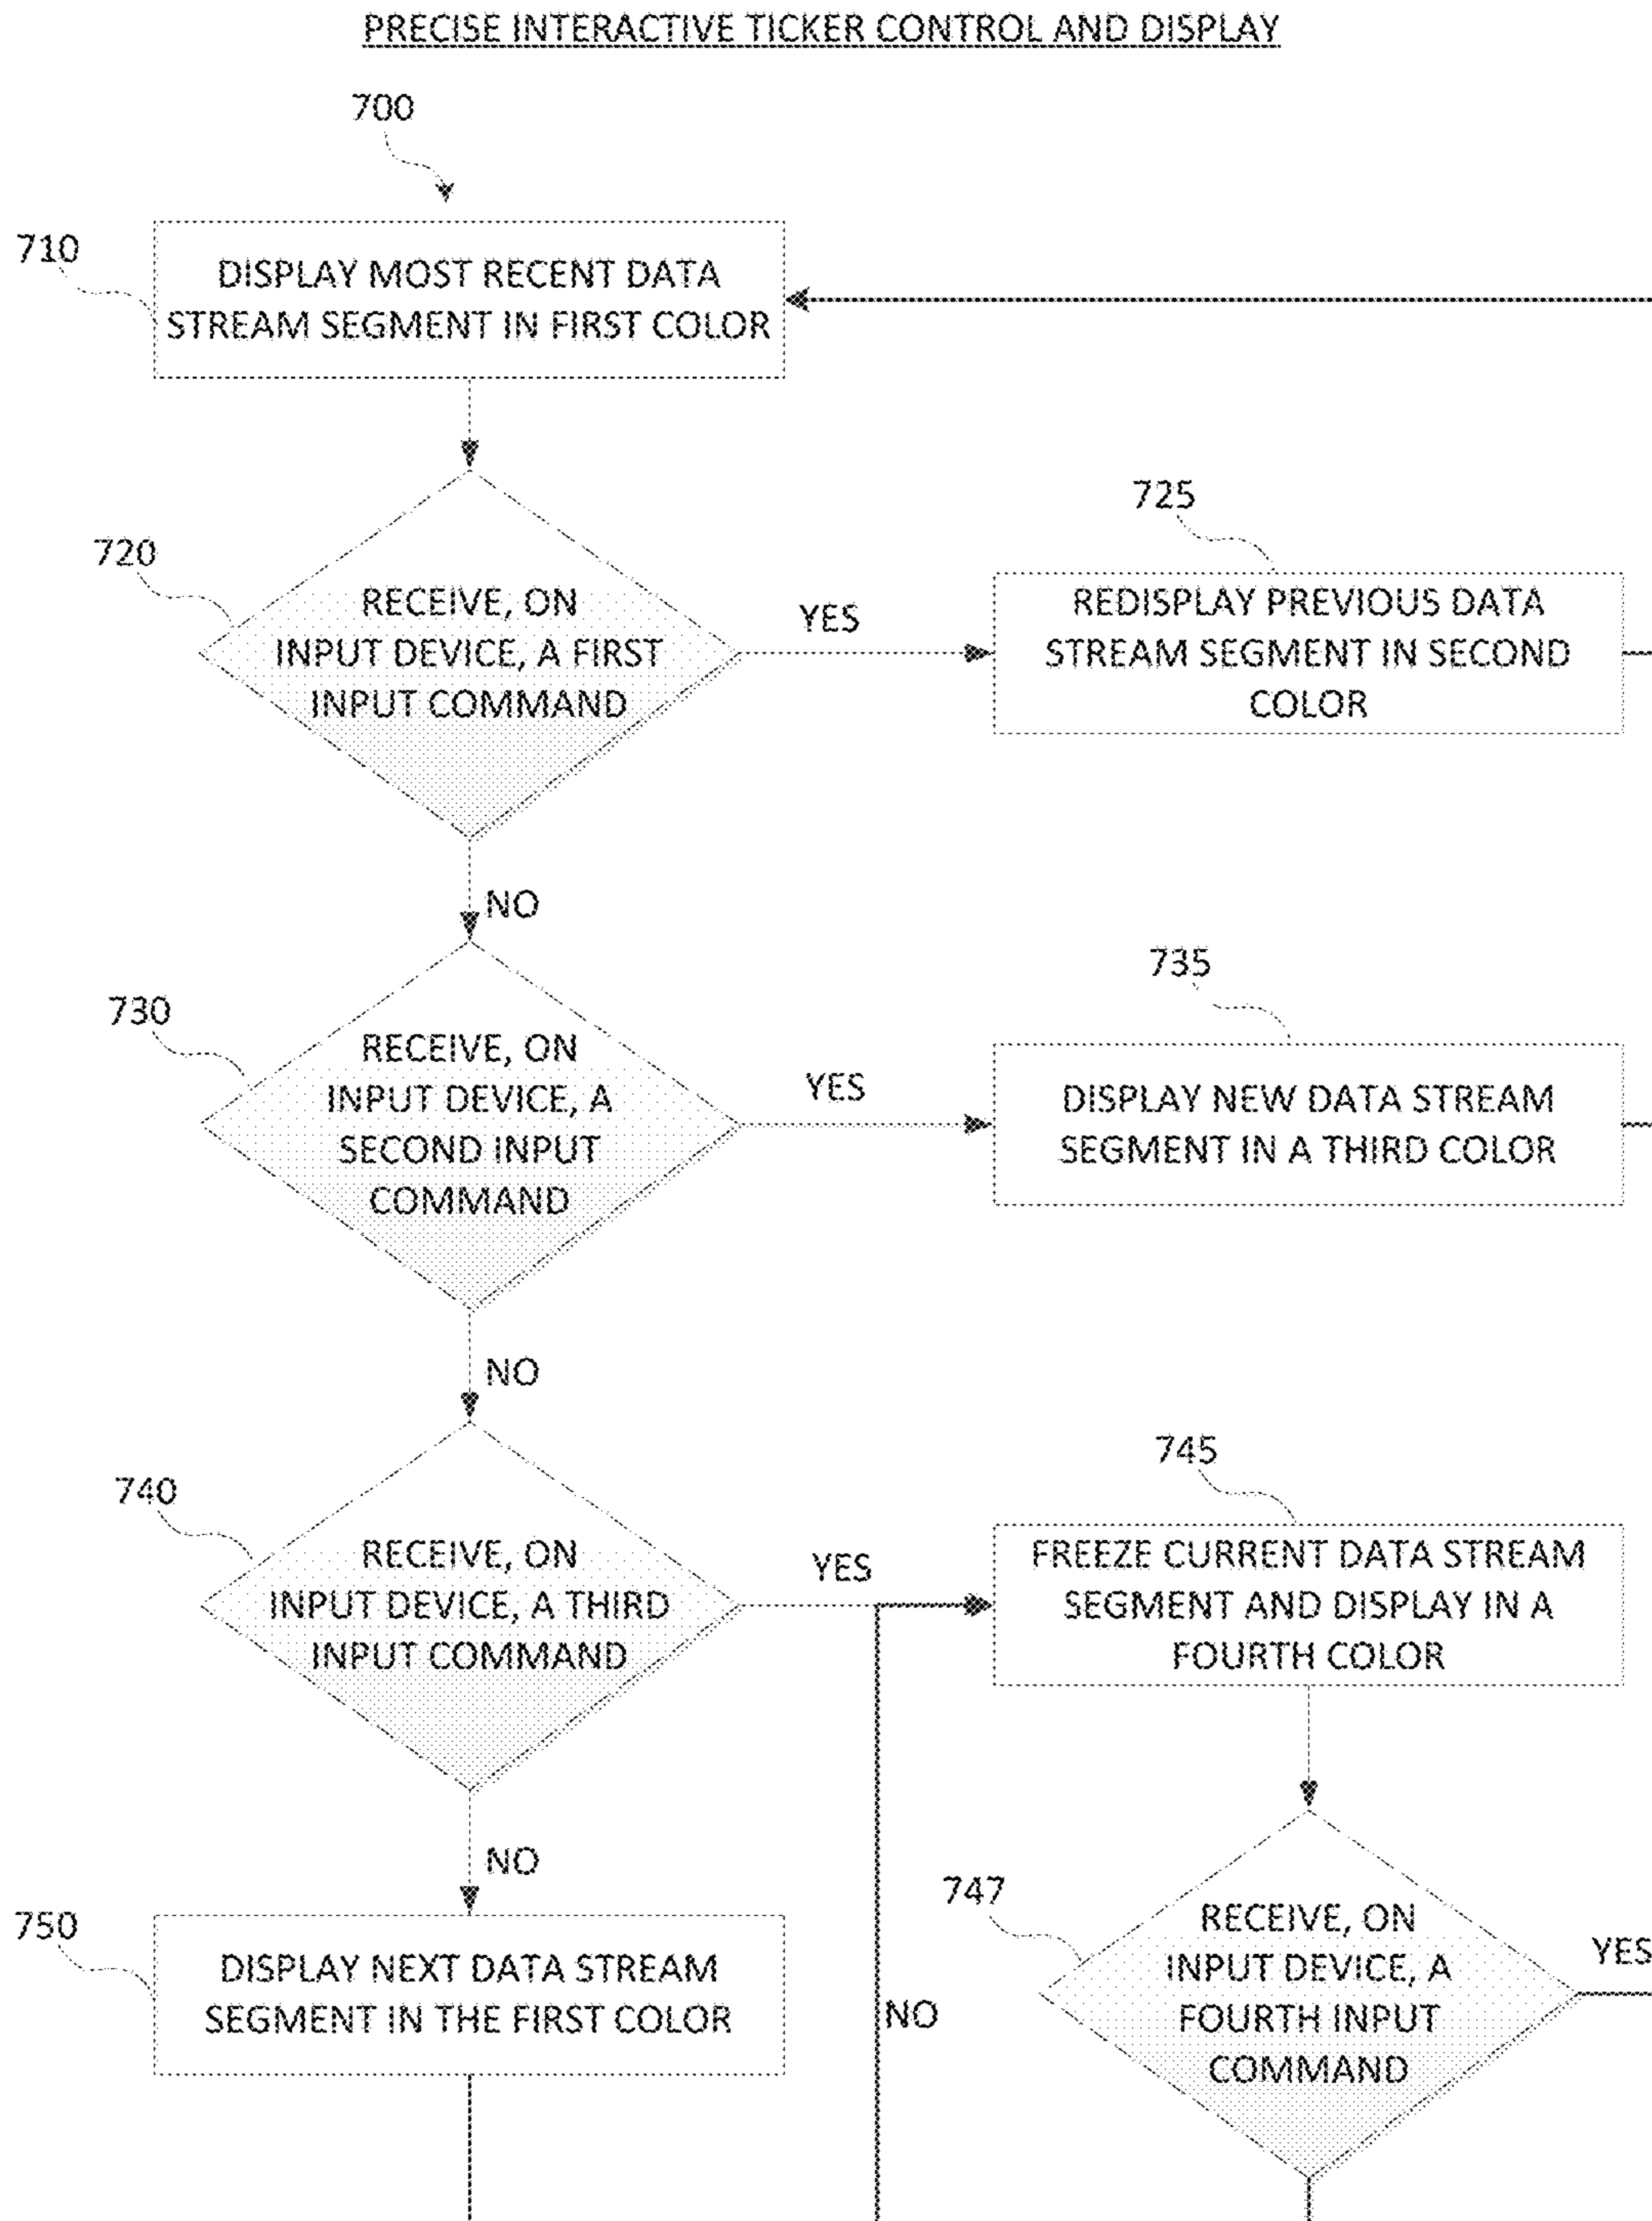 PRECISE INTERACTIVE TICKER CONTROL AND DISPLAY
700
710
DISPLAY MOST RECENT DATA
STREAM SEGMENT IN FIRST COLOR
720
RECEIVE, ON
INPUT DEVICE, A FIRST
INPUT COMMAND
YES
725
REDISPLAY PREVIOUS DATA
STREAM SEGMENT IN SECOND
COLOR
NO
730
RECEIVE, ON
INPUT DEVICE, A
SECOND INPUT
COMMAND
YES
735
DISPLAY NEW DATA STREAM
SEGMENT IN A THIRD COLOR
NO
740
RECEIVE, ON
INPUT DEVICE, A THIRD
INPUT COMMAND
YES
745
FREEZE CURRENT DATA STREAM
SEGMENT AND DISPLAY IN A
FOURTH COLOR
NO
750
DISPLAY NEXT DATA STREAM
SEGMENT IN THE FIRST COLOR
NO
747
RECEIVE, ON
INPUT DEVICE, A
FOURTH INPUT
COMMAND
YES